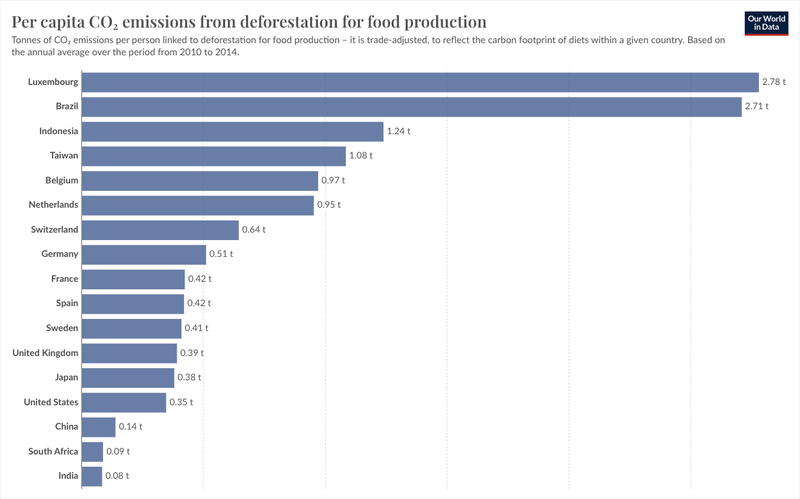 Per capita CO₂ emissions from deforestation for food production
Our World
in Data
Tonnes of CO₂ emissions per person linked to deforestation for food production – it is trade-adjusted, to reflect the carbon footprint of diets within a given country. Based on
the annual average over the period from 2010 to 2014.
Luxembourg 2.78 t
Brazil 2.71 t
Indonesia 1.24 t
Taiwan 1.08 t
Belgium 0.97 t
Netherlands 0.95 t
Switzerland 0.64 t
Germany 0.51 t
France 0.42 t
Spain 0.42 t
Sweden 0.41 t
United Kingdom 0.39 t
Japan 0.38 t
United States 0.35 t
China 0.14 t
South Africa 0.09 t
India 0.08 t